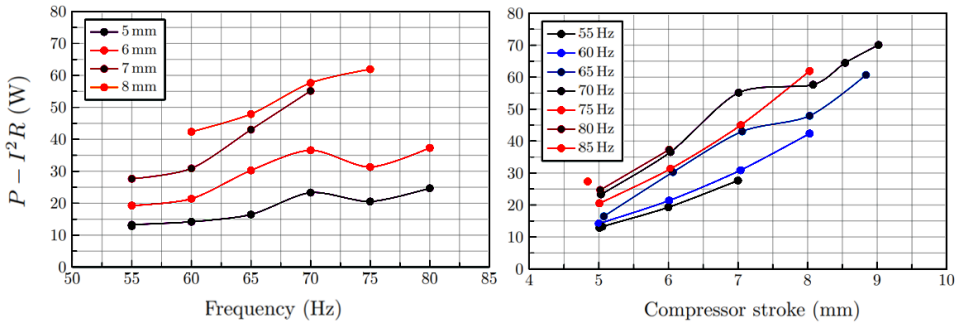 80
70
60
50
40
30
20
10
0
50 55 60 65 70 75 80 85
Frequency (Hz)
P − I²R (W)
5 mm
6 mm
7 mm
8 mm
80
70
60
50
40
30
20
10
0
4 5 6 7 8 9 10
Compressor stroke (mm)
55 Hz
60 Hz
65 Hz
70 Hz
75 Hz
80 Hz
85 Hz